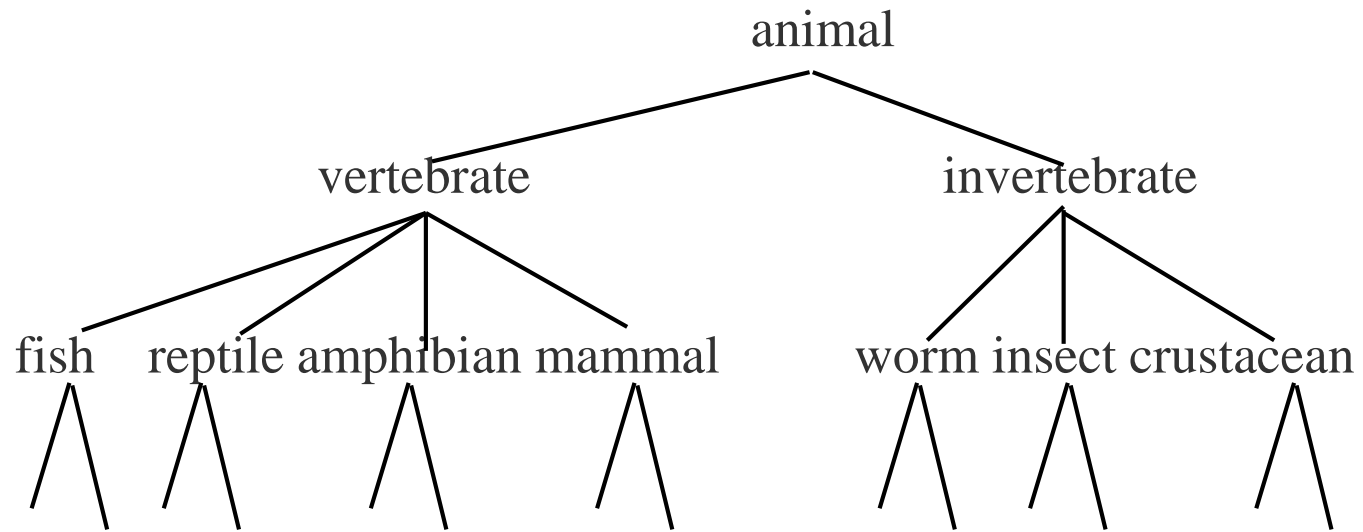 animal
vertebrate invertebrate
fish reptile amphibian mammal worm insect crustacean